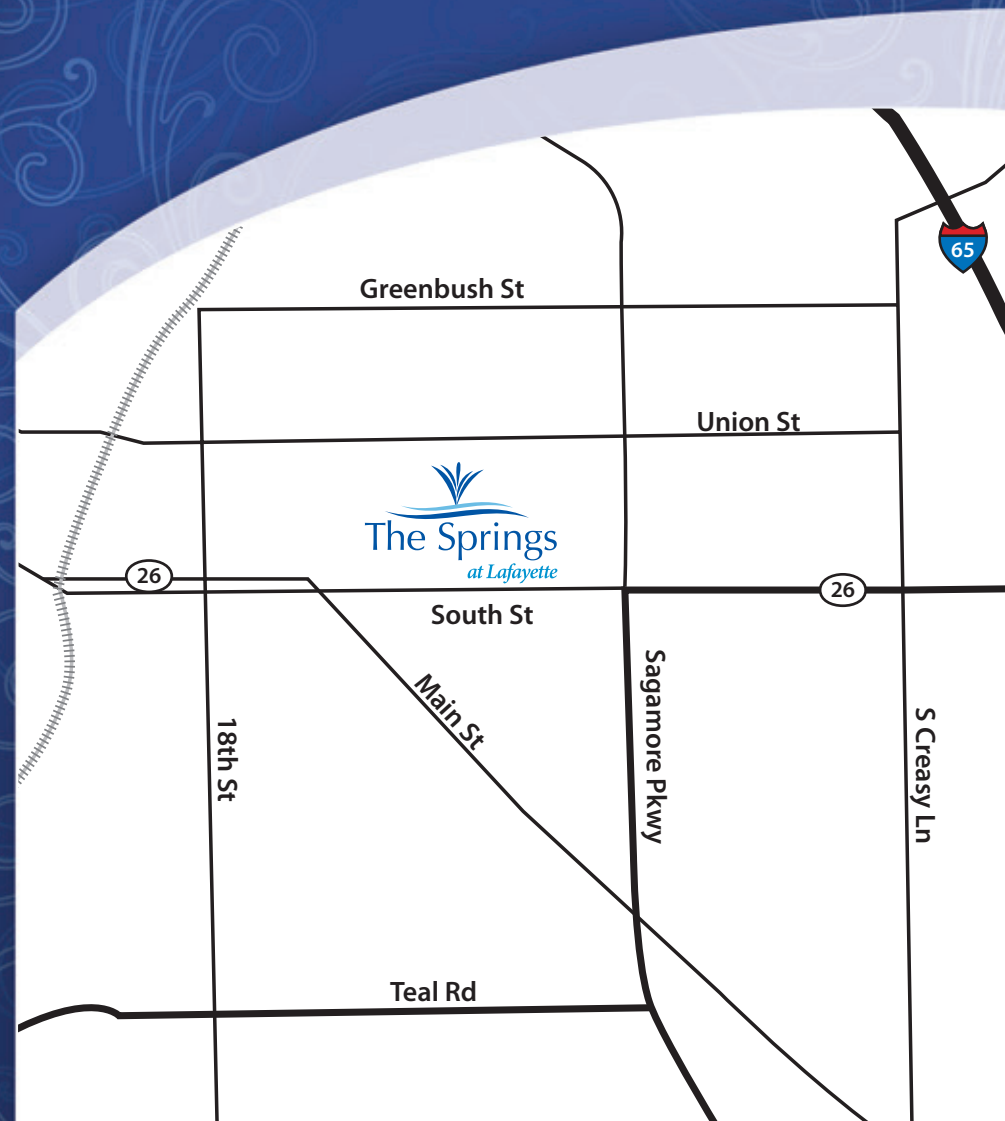 65
Greenbush St
Union St
The Springs
at Lafayette
26
26
South St
Main St
Sagamore Pkwy
18th St
S Creasy Ln
Teal Rd